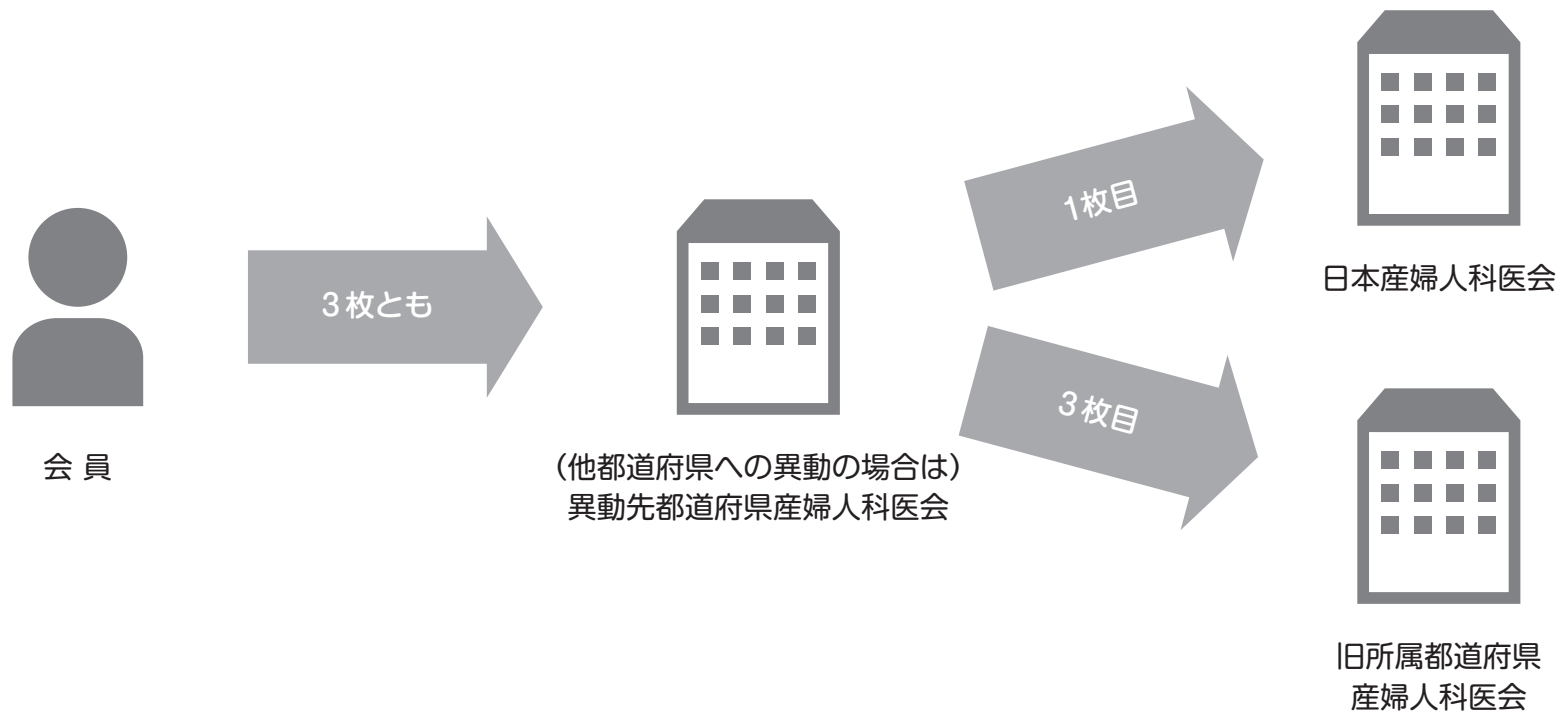 会 員
3枚とも
(他都道府県への異動の場合は)
異動先都道府県産婦人科医会
1枚目
日本産婦人科医会
3枚目
旧所属都道府県
産婦人科医会